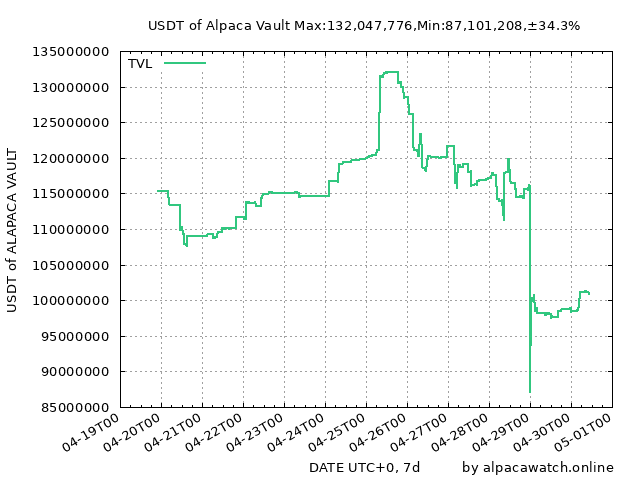 USDT of Alpaca Vault Max:132,047,776,Min:87,101,208,±34.3%
135000000
TVL
130000000
125000000
120000000
115000000
110000000
105000000
100000000
95000000
90000000
85000000
USDT of ALAPACA VAULT
04-19T00
04-20T00
04-21T00
04-22T00
04-23T00
04-24T00
04-25T00
04-26T00
04-27T00
04-28T00
04-29T00
04-30T00
05-01T00
DATE UTC+0, 7d
by alpacawatch.online